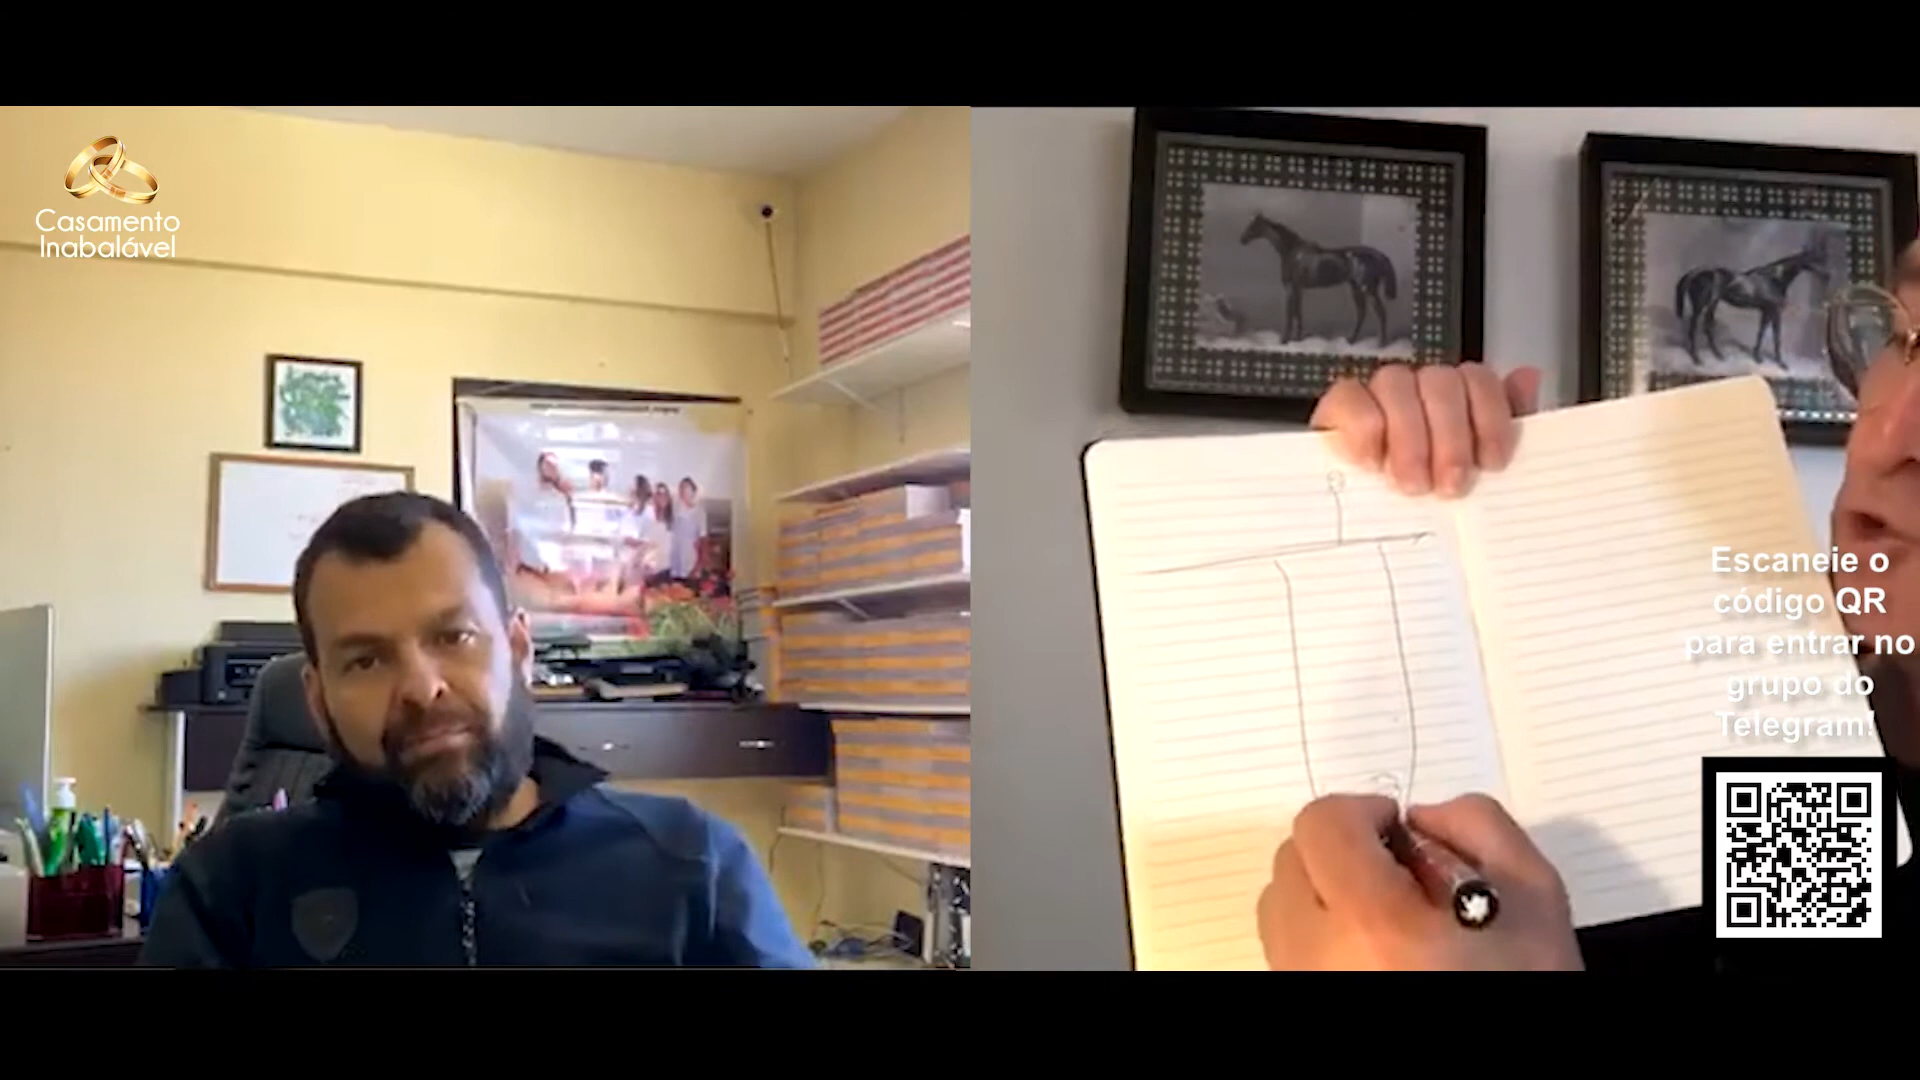 Casamento
Inabalável
Escaneie o
código QR
para entrar no
grupo do
Telegram!